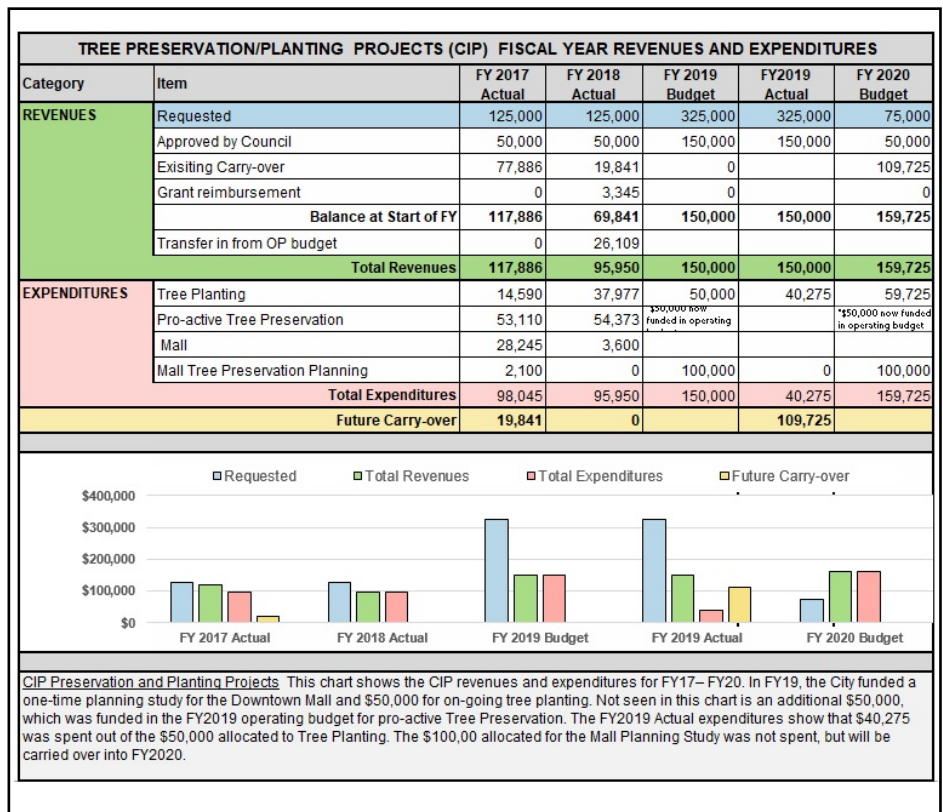 TREE PRESERVATION/PLANTING PROJECTS (CIP) FISCAL YEAR REVENUES AND EXPENDITURES
Category Item FY 2017 Actual FY 2018 Actual FY 2019 Budget FY2019 Actual FY 2020 Budget
REVENUES Requested 125,000 125,000 325,000 325,000 75,000
Approved by Council 50,000 50,000 150,000 150,000 50,000
Exisiting Carry-over 77,886 19,841 0 109,725
Grant reimbursement 0 3,345 0 0
Balance at Start of FY 117,886 69,841 150,000 150,000 159,725
Transfer in from OP budget 0 26,109
Total Revenues 117,886 95,950 150,000 150,000 159,725
EXPENDITURES Tree Planting 14,590 37,977 50,000 40,275 59,725
Pro-active Tree Preservation 53,110 54,373 $50,000 now funded in operating *$50,000 now funded in operating budget
Mall 28,245 3,600
Mall Tree Preservation Planning 2,100 0 100,000 0 100,000
Total Expenditures 98,045 95,950 150,000 40,275 159,725
Future Carry-over 19,841 0 109,725
Requested Total Revenues Total Expenditures Future Carry-over
$400,000
$300,000
$200,000
$100,000
$0
FY 2017 Actual FY 2018 Actual FY 2019 Budget FY 2019 Actual FY 2020 Budget
CIP Preservation and Planting Projects This chart shows the CIP revenues and expenditures for FY17– FY20. In FY19, the City funded a
one-time planning study for the Downtown Mall and $50,000 for on-going tree planting. Not seen in this chart is an additional $50,000,
which was funded in the FY2019 operating budget for pro-active Tree Preservation. The FY2019 Actual expenditures show that $40,275
was spent out of the $50,000 allocated to Tree Planting. The $100,00 allocated for the Mall Planning Study was not spent, but will be
carried over into FY2020.